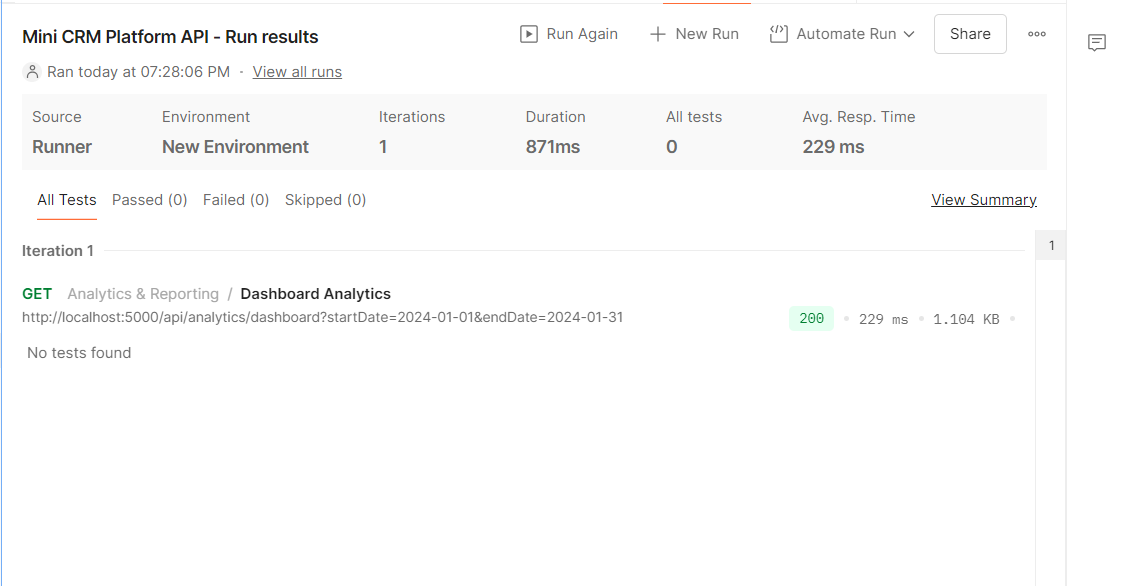 Mini CRM Platform API - Run results
Run Again
New Run
Automate Run
Share
Ran today at 07:28:06 PM · View all runs
Source Environment Iterations Duration All tests Avg. Resp. Time
Runner New Environment 1 871ms 0 229 ms
All Tests Passed (0) Failed (0) Skipped (0) View Summary
Iteration 1
1
GET Analytics & Reporting / Dashboard Analytics
http://localhost:5000/api/analytics/dashboard?startDate=2024-01-01&endDate=2024-01-31
200 • 229 ms • 1.104 KB •
No tests found